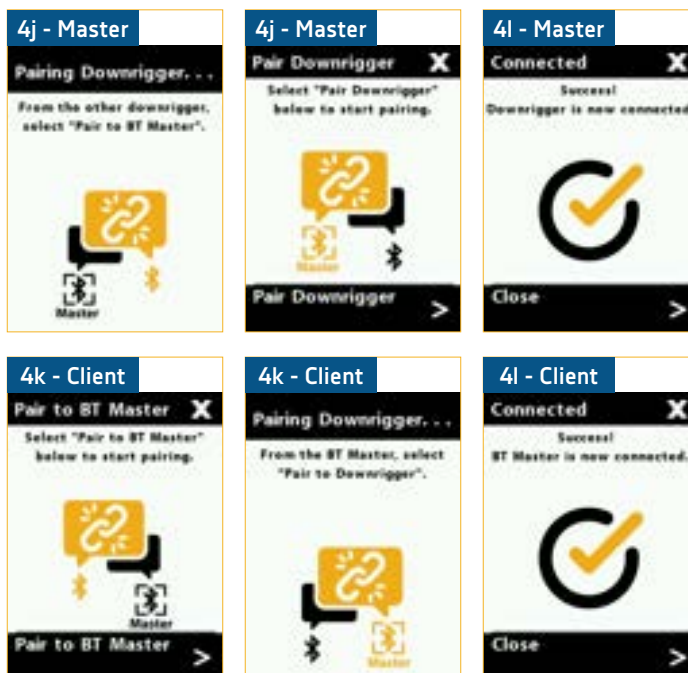 4j - Master
Pairing Downrigger. . .
From the other downrigger,
select "Pair to BT Master".
Master
4j - Master
Pair Downrigger X
Select "Pair Downrigger"
below to start pairing.
Master
Pair Downrigger >
4l - Master
Connected X
Success!
Downrigger is now connected
Close >
4k - Client
Pair to BT Master X
Select "Pair to BT Master"
below to start pairing.
Master
Pair to BT Master >
4k - Client
Pairing Downrigger. . .
From the BT Master, select
"Pair to Downrigger".
Master
4l - Client
Connected X
Success!
BT Master is now connected.
Close >